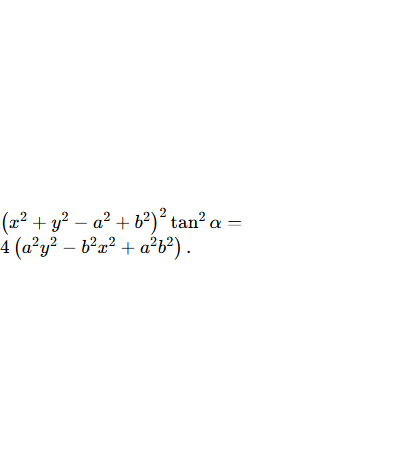 (x² + y² − a² + b²)² tan² α =
4 (a²y² − b²x² + a²b²) .